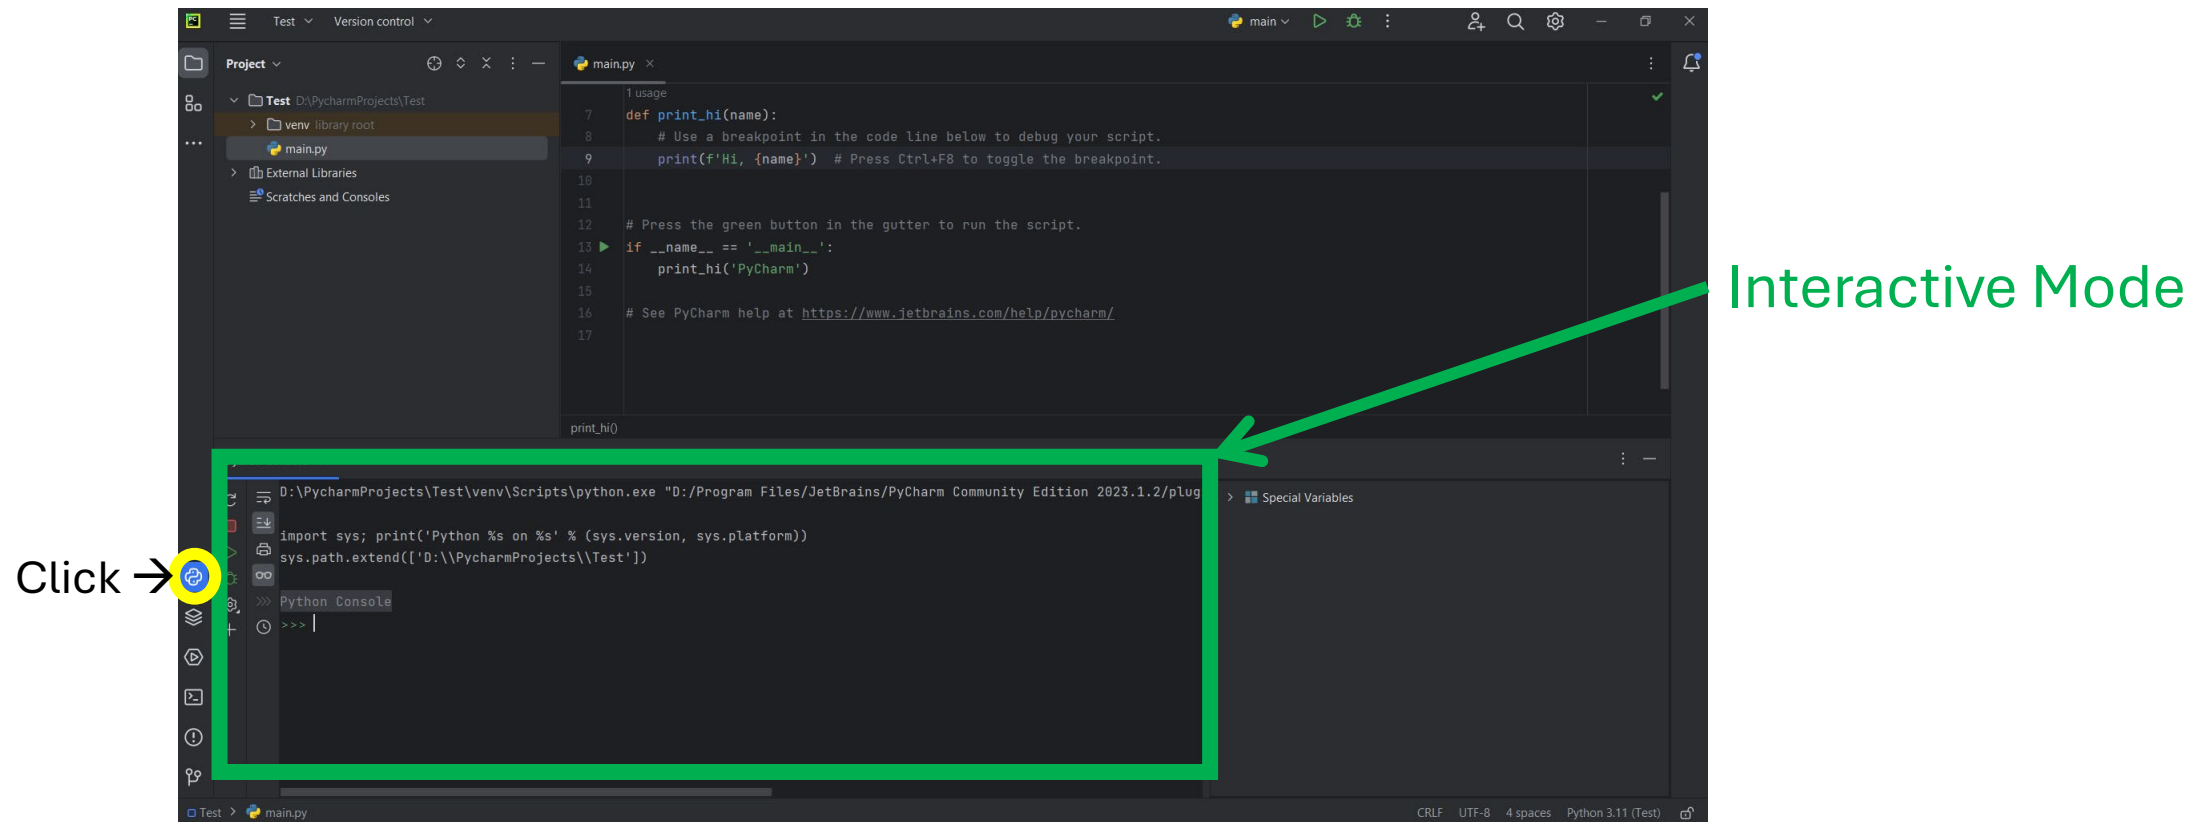 PC
Test
Version control
main
Project
main.py
Test D:\PycharmProjects\Test
venv library root
main.py
External Libraries
Scratches and Consoles
1 usage
7 def print_hi(name):
8 # Use a breakpoint in the code line below to debug your script.
9 print(f'Hi, {name}') # Press Ctrl+F8 to toggle the breakpoint.
10
11
12 # Press the green button in the gutter to run the script.
13 if __name__ == '__main__':
14 print_hi('PyCharm')
15
16 # See PyCharm help at https://www.jetbrains.com/help/pycharm/
17
print_hi()
Interactive Mode
D:\PycharmProjects\Test\venv\Scripts\python.exe "D:/Program Files/JetBrains/PyCharm Community Edition 2023.1.2/plug
import sys; print('Python %s on %s' % (sys.version, sys.platform))
sys.path.extend(['D:\\PycharmProjects\\Test'])
Python Console
>>>
Special Variables
Click →
Test > main.py
CRLF UTF-8 4 spaces Python 3.11 (Test)